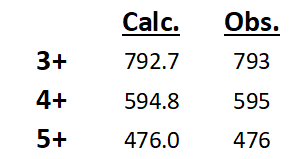 Calc. Obs.
3+ 792.7 793
4+ 594.8 595
5+ 476.0 476